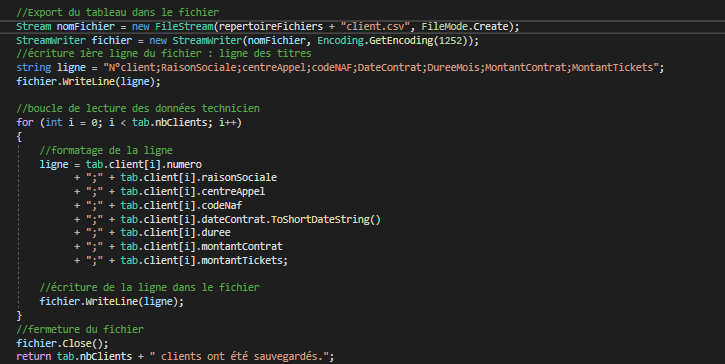 //Export du tableau dans le fichier
Stream nomFichier = new FileStream(repertoireFichiers + "client.csv", FileMode.Create);
StreamWriter fichier = new StreamWriter(nomFichier, Encoding.GetEncoding(1252));
//écriture 1ère ligne du fichier : ligne des titres
string ligne = "N°client;RaisonSociale;centreAppel;codeNAF;DateContrat;DureeMois;MontantContrat;MontantTickets";
fichier.WriteLine(ligne);

//boucle de lecture des données technicien
for (int i = 0; i < tab.nbClients; i++)
{
    //formatage de la ligne
    ligne = tab.client[i].numero
          + ";" + tab.client[i].raisonSociale
          + ";" + tab.client[i].centreAppel
          + ";" + tab.client[i].codeNaf
          + ";" + tab.client[i].dateContrat.ToShortDateString()
          + ";" + tab.client[i].duree
          + ";" + tab.client[i].montantContrat
          + ";" + tab.client[i].montantTickets;

    //écriture de la ligne dans le fichier
    fichier.WriteLine(ligne);
}
//fermeture du fichier
fichier.Close();
return tab.nbClients + " clients ont été sauvegardés.";